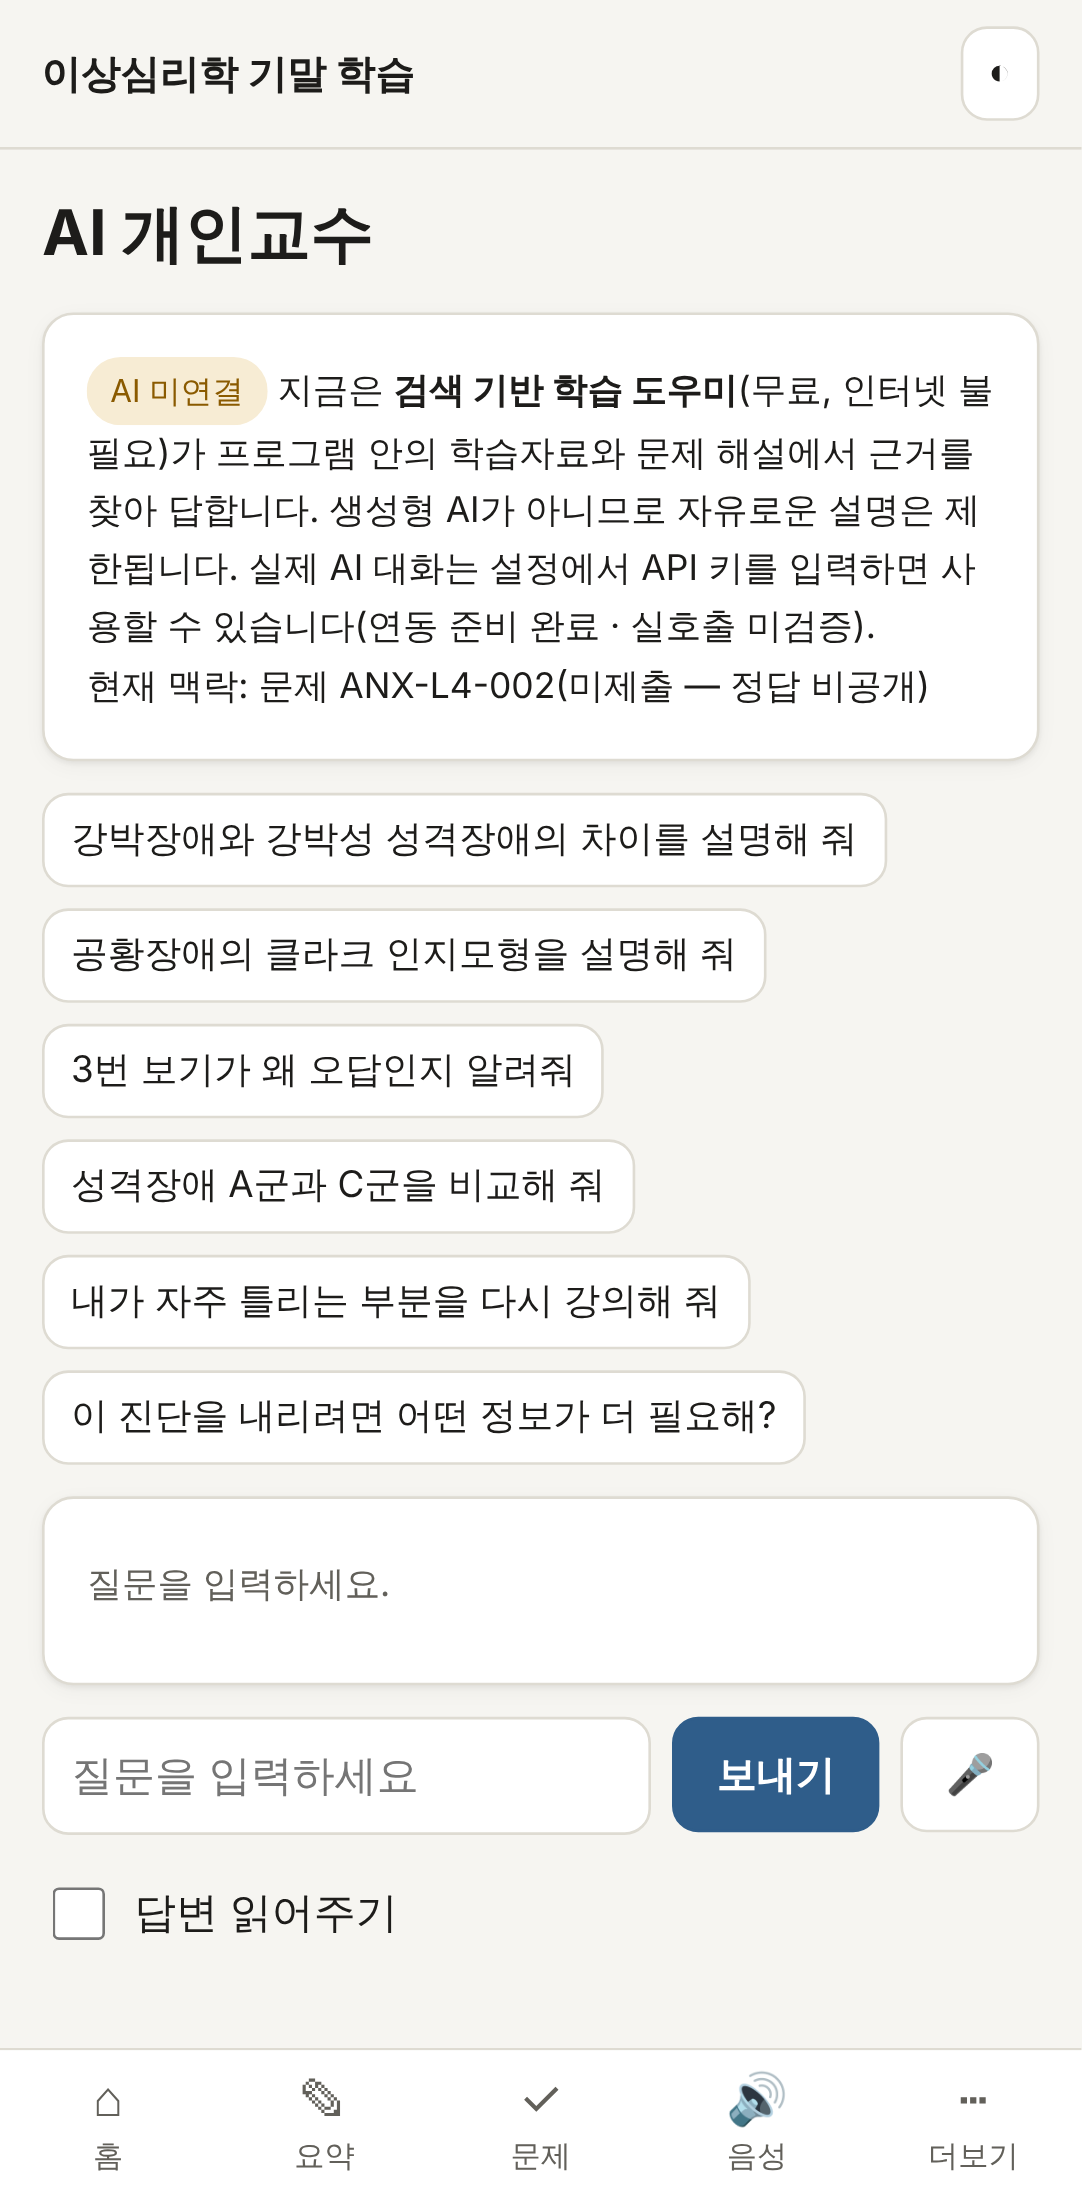 이상심리학 기말 학습
AI 개인교수
AI 미연결 지금은 검색 기반 학습 도우미(무료, 인터넷 불
필요)가 프로그램 안의 학습자료와 문제 해설에서 근거를
찾아 답합니다. 생성형 AI가 아니므로 자유로운 설명은 제
한됩니다. 실제 AI 대화는 설정에서 API 키를 입력하면 사
용할 수 있습니다(연동 준비 완료 · 실호출 미검증).
현재 맥락: 문제 ANX-L4-002(미제출 — 정답 비공개)
강박장애와 강박성 성격장애의 차이를 설명해 줘
공황장애의 클라크 인지모형을 설명해 줘
3번 보기가 왜 오답인지 알려줘
성격장애 A군과 C군을 비교해 줘
내가 자주 틀리는 부분을 다시 강의해 줘
이 진단을 내리려면 어떤 정보가 더 필요해?
질문을 입력하세요.
질문을 입력하세요 보내기
답변 읽어주기
홈 요약 문제 음성 더보기